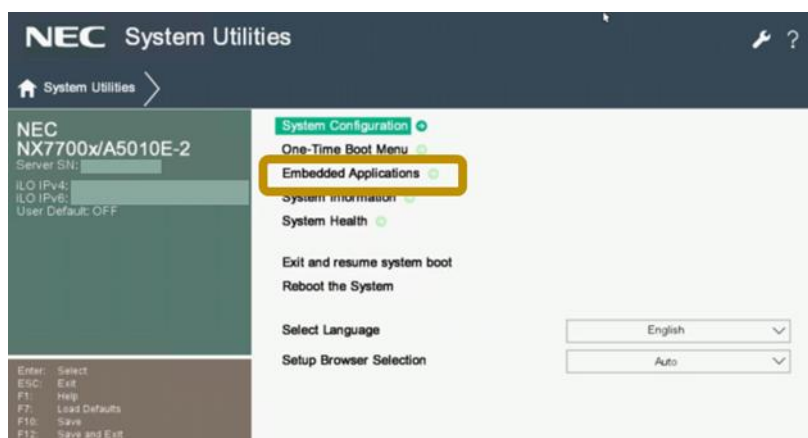 NEC System Utilities
?
System Utilities
NEC
NX7700x/A5010E-2
Server SN:
iLO IPv4:
iLO IPv6:
User Default: OFF
System Configuration
One-Time Boot Menu
Embedded Applications
System Information
System Health
Exit and resume system boot
Reboot the System
Select Language English
Setup Browser Selection Auto
Enter: Select
ESC: Exit
F1: Help
F7: Load Defaults
F10: Save
F12: Save and Exit